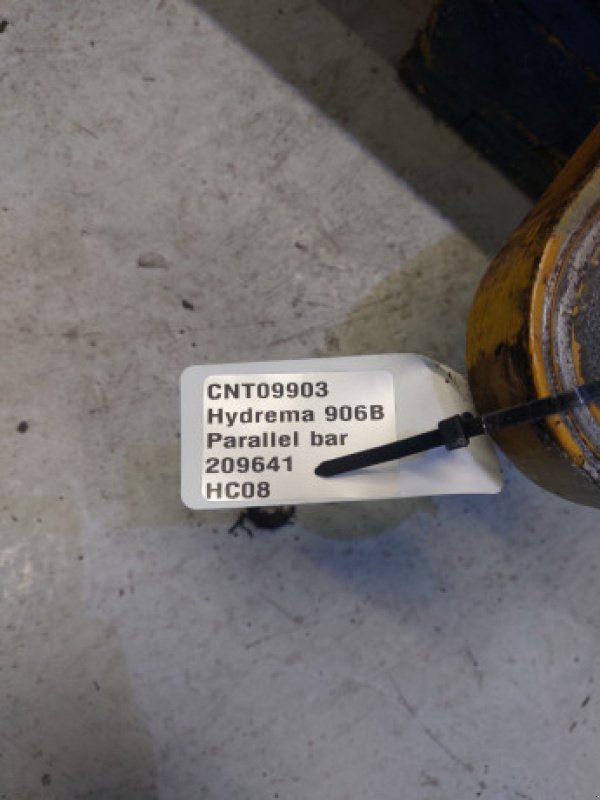 CNT09903
Hydrema 906B
Parallel bar
209641
HC08